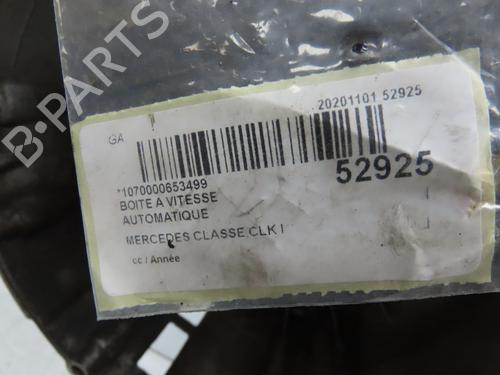 B-PARTS
GA
20201101 52925
52925
*1070000653499
BOITE A VITESSE
AUTOMATIQUE
MERCEDES CLASSE CLK I
cc / Année